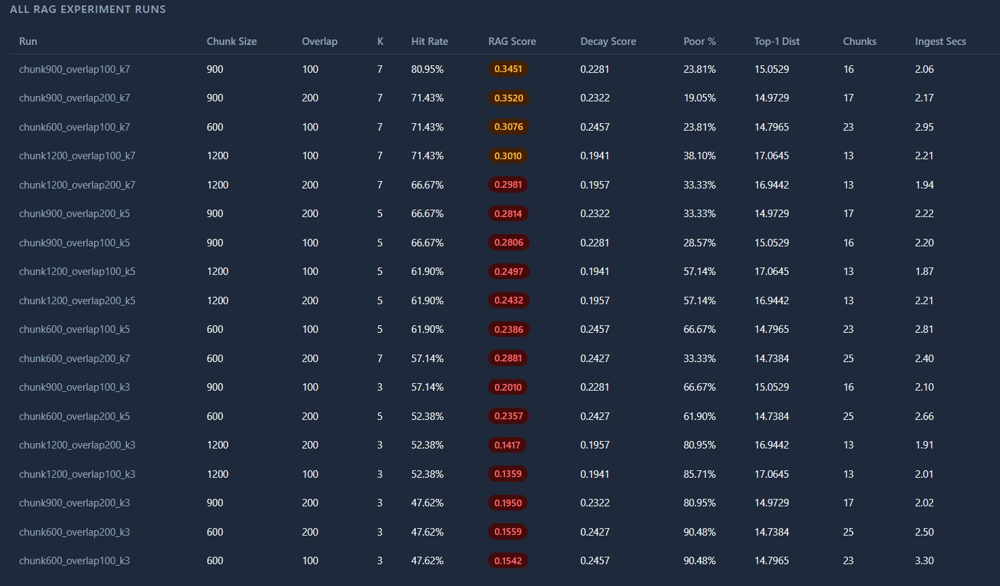 ALL RAG EXPERIMENT RUNS
Run Chunk Size Overlap K Hit Rate RAG Score Decay Score Poor % Top-1 Dist Chunks Ingest Secs
chunk900_overlap100_k7 900 100 7 80.95% 0.3451 0.2281 23.81% 15.0529 16 2.06
chunk900_overlap200_k7 900 200 7 71.43% 0.3520 0.2322 19.05% 14.9729 17 2.17
chunk600_overlap100_k7 600 100 7 71.43% 0.3076 0.2457 23.81% 14.7965 23 2.95
chunk1200_overlap100_k7 1200 100 7 71.43% 0.3010 0.1941 38.10% 17.0645 13 2.21
chunk1200_overlap200_k7 1200 200 7 66.67% 0.2981 0.1957 33.33% 16.9442 13 1.94
chunk900_overlap200_k5 900 200 5 66.67% 0.2814 0.2322 33.33% 14.9729 17 2.22
chunk900_overlap100_k5 900 100 5 66.67% 0.2806 0.2281 28.57% 15.0529 16 2.20
chunk1200_overlap100_k5 1200 100 5 61.90% 0.2497 0.1941 57.14% 17.0645 13 1.87
chunk1200_overlap200_k5 1200 200 5 61.90% 0.2432 0.1957 57.14% 16.9442 13 2.21
chunk600_overlap100_k5 600 100 5 61.90% 0.2386 0.2457 66.67% 14.7965 23 2.81
chunk600_overlap200_k7 600 200 7 57.14% 0.2881 0.2427 33.33% 14.7384 25 2.40
chunk900_overlap100_k3 900 100 3 57.14% 0.2010 0.2281 66.67% 15.0529 16 2.10
chunk600_overlap200_k5 600 200 5 52.38% 0.2357 0.2427 61.90% 14.7384 25 2.66
chunk1200_overlap200_k3 1200 200 3 52.38% 0.1417 0.1957 80.95% 16.9442 13 1.91
chunk1200_overlap100_k3 1200 100 3 52.38% 0.1359 0.1941 85.71% 17.0645 13 2.01
chunk900_overlap200_k3 900 200 3 47.62% 0.1950 0.2322 80.95% 14.9729 17 2.02
chunk600_overlap200_k3 600 200 3 47.62% 0.1559 0.2427 90.48% 14.7384 25 2.50
chunk600_overlap100_k3 600 100 3 47.62% 0.1542 0.2457 90.48% 14.7965 23 3.30